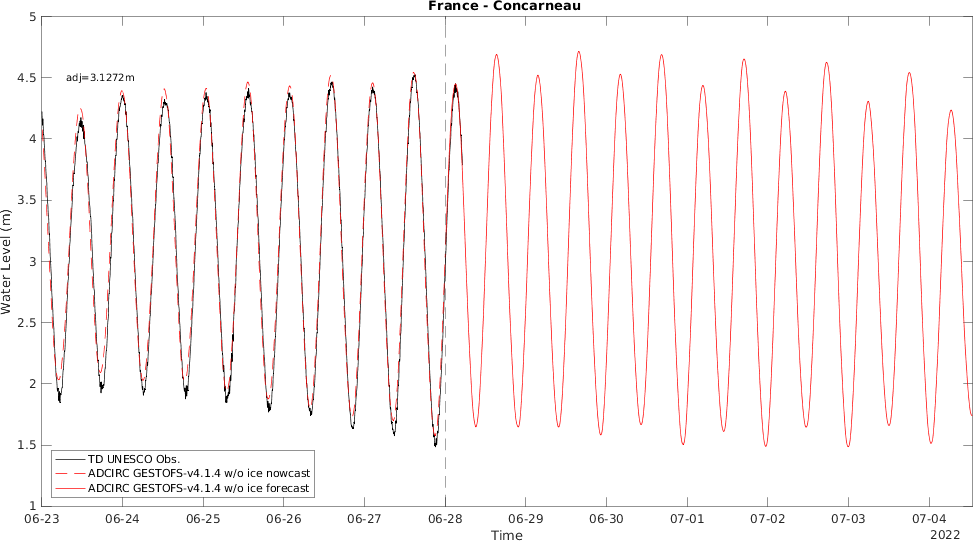 France - Concarneau
adj=3.1272m
Water Level (m)
5
4.5
4
3.5
3
2.5
2
1.5
1
TD UNESCO Obs.
ADCIRC GESTOFS-v4.1.4 w/o ice nowcast
ADCIRC GESTOFS-v4.1.4 w/o ice forecast
06-23 06-24 06-25 06-26 06-27 06-28 06-29 06-30 07-01 07-02 07-03 07-04
Time
2022